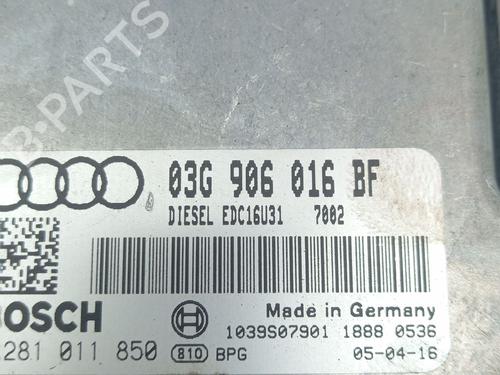 B-PARTS
03G 906 016 BF
DIESEL EDC16U31 7002
BOSCH
Made in Germany
1039S07901 1888 0536
281 011 850 810 BPG 05-04-16